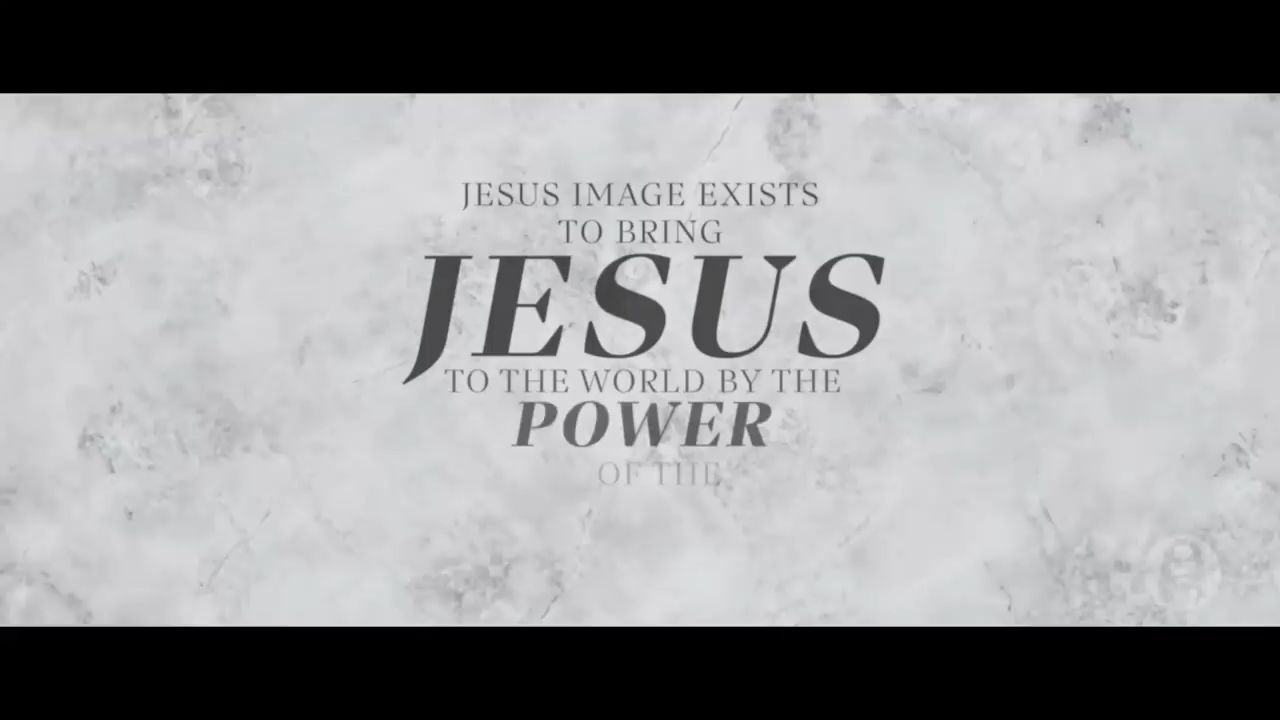 JESUS IMAGE EXISTS
TO BRING
JESUS
TO THE WORLD BY THE
POWER
OF THE